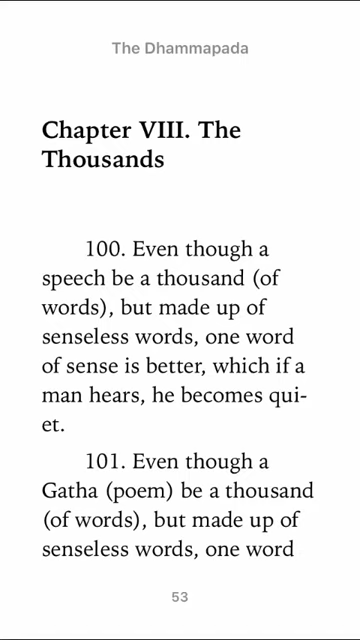 The Dhammapada
Chapter VIII. The
Thousands
100. Even though a
speech be a thousand (of
words), but made up of
senseless words, one word
of sense is better, which if a
man hears, he becomes qui-
et.
101. Even though a
Gatha (poem) be a thousand
(of words), but made up of
senseless words, one word
53